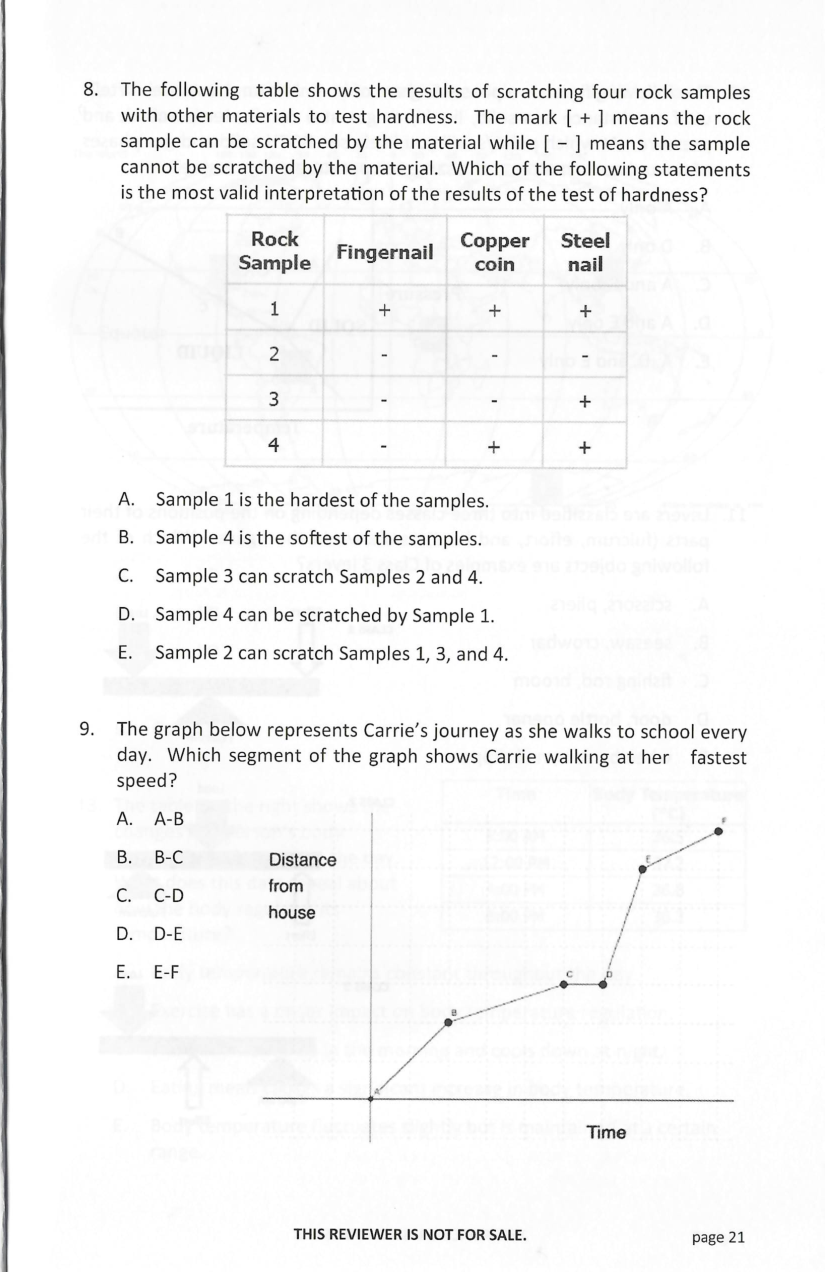 8. The following table shows the results of scratching four rock samples
with other materials to test hardness. The mark [ + ] means the rock
sample can be scratched by the material while [ − ] means the sample
cannot be scratched by the material. Which of the following statements
is the most valid interpretation of the results of the test of hardness?
Rock Sample Fingernail Copper coin Steel nail
1 + + +
2 - - -
3 - - +
4 - + +
A. Sample 1 is the hardest of the samples.
B. Sample 4 is the softest of the samples.
C. Sample 3 can scratch Samples 2 and 4.
D. Sample 4 can be scratched by Sample 1.
E. Sample 2 can scratch Samples 1, 3, and 4.
9. The graph below represents Carrie's journey as she walks to school every
day. Which segment of the graph shows Carrie walking at her fastest
speed?
A. A-B
B. B-C
C. C-D
D. D-E
E. E-F
Distance
from
house
A
B
C
D
E
F
Time
THIS REVIEWER IS NOT FOR SALE.
page 21